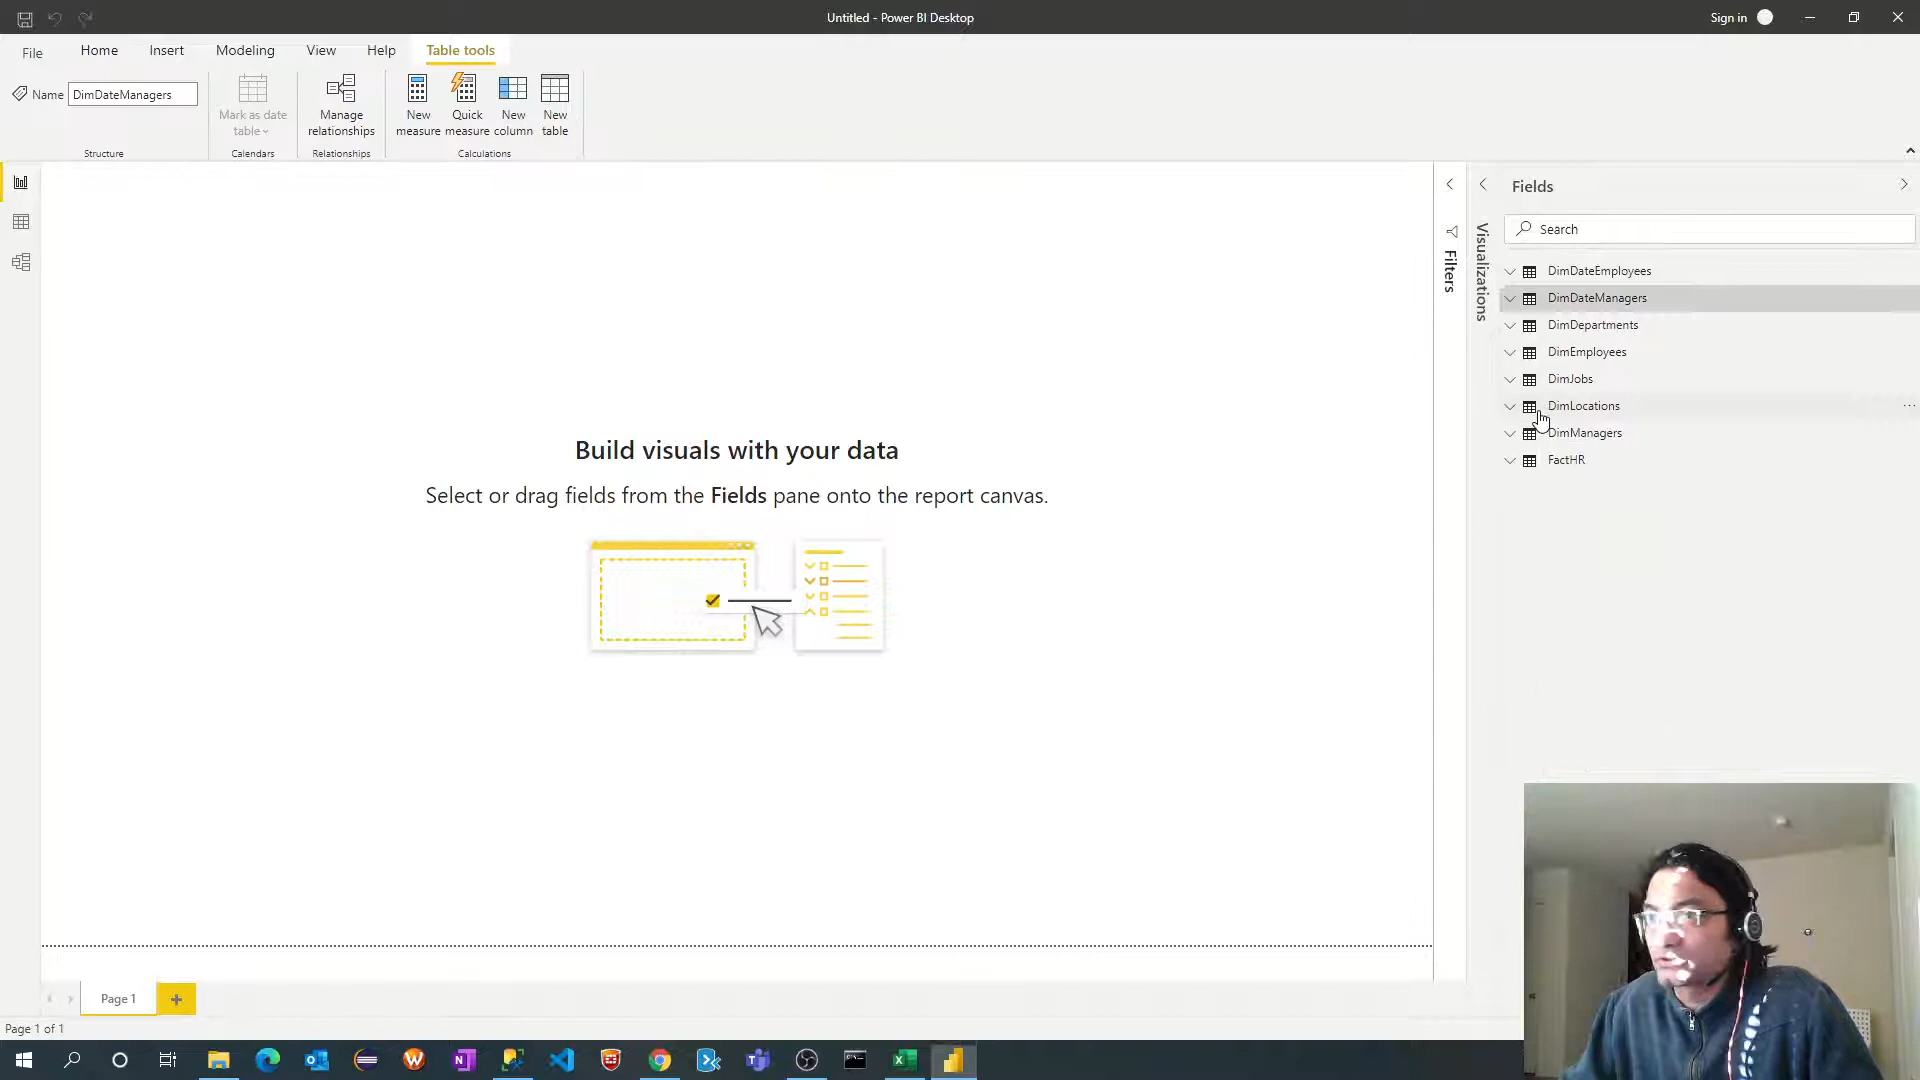 Untitled - Power BI Desktop
Sign in
File
Home
Insert
Modeling
View
Help
Table tools
Name
DimDateManagers
Mark as date
table
Manage
relationships
New
measure
Quick
measure
New
column
New
table
Structure
Calendars
Relationships
Calculations
Filters
Visualizations
Fields
Search
DimDateEmployees
DimDateManagers
DimDepartments
DimEmployees
DimJobs
DimLocations
DimManagers
FactHR
Build visuals with your data
Select or drag fields from the Fields pane onto the report canvas.
Page 1
Page 1 of 1